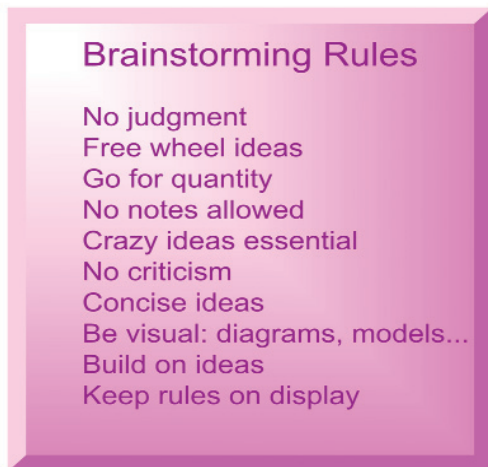 Brainstorming Rules
No judgment
Free wheel ideas
Go for quantity
No notes allowed
Crazy ideas essential
No criticism
Concise ideas
Be visual: diagrams, models...
Build on ideas
Keep rules on display